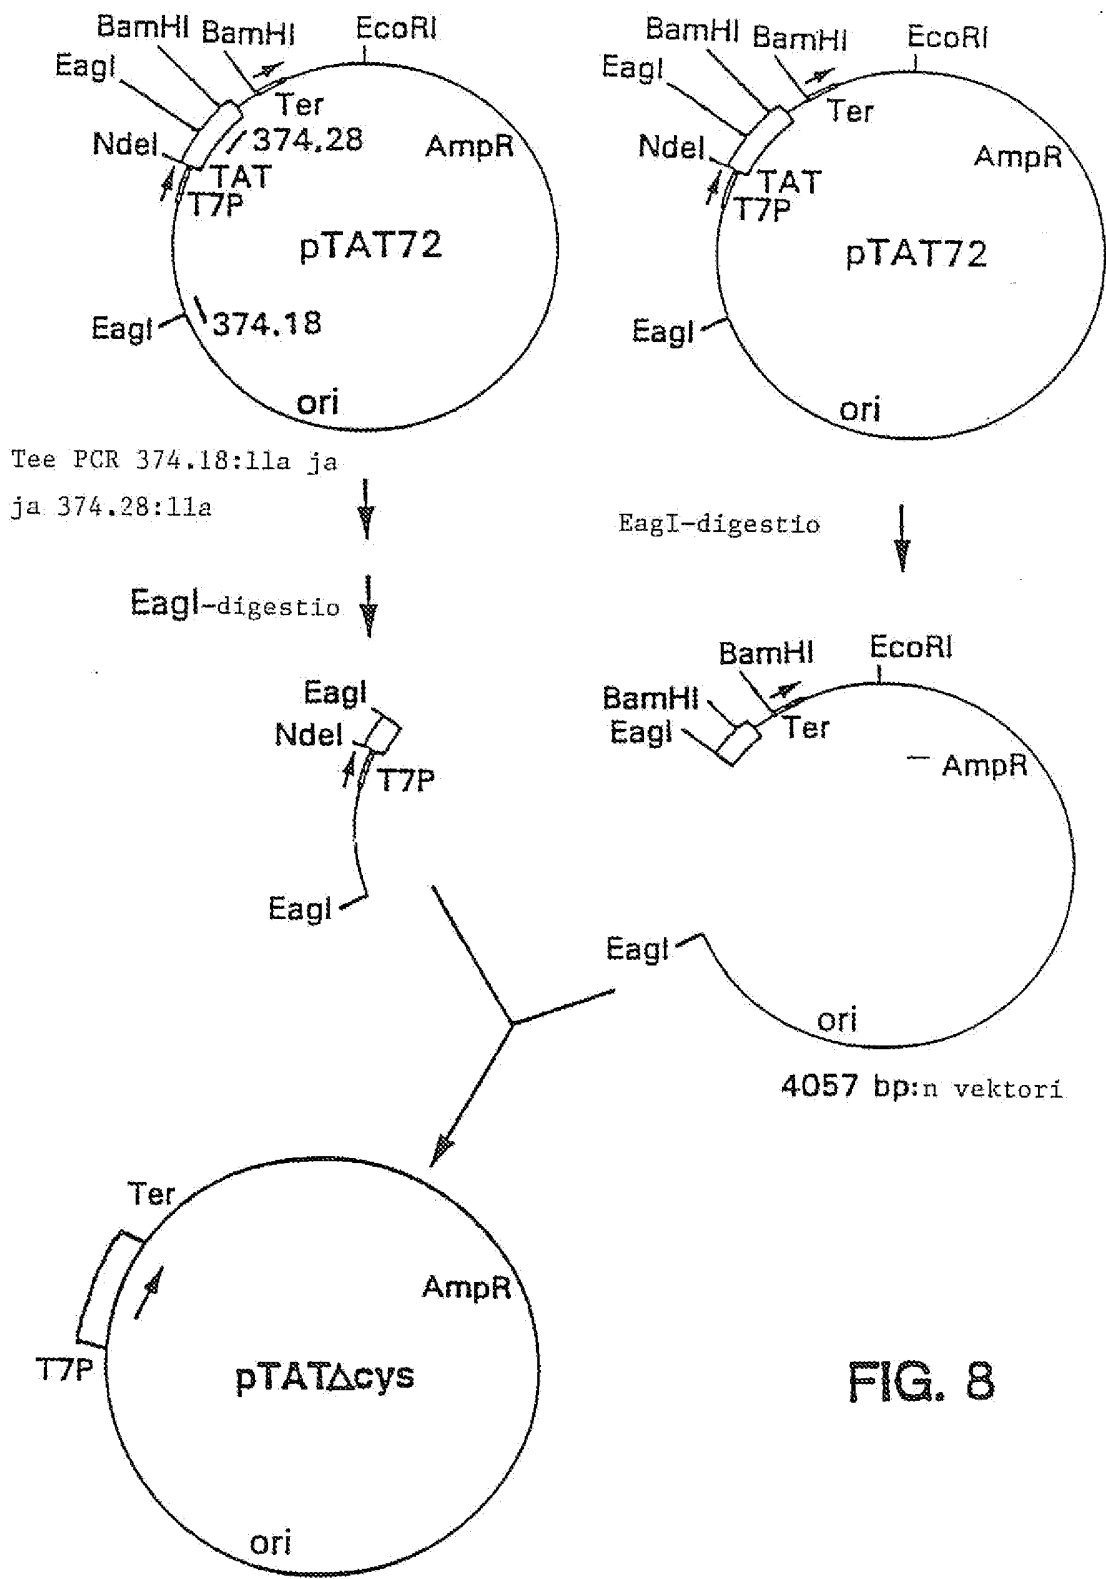 BamHI
BamHI
EcoRI
EagI
Ter
NdeI
374.28
AmpR
TAT
T7P
pTAT72
EagI
374.18
ori
BamHI
BamHI
EcoRI
EagI
Ter
NdeI
AmpR
TAT
T7P
pTAT72
EagI
ori
Tee PCR 374.18:lla ja
ja 374.28:lla
EagI-digestio
EagI-digestio
EagI
NdeI
T7P
EagI
BamHI
EcoRI
BamHI
EagI
Ter
AmpR
EagI
ori
4057 bp:n vektori
Ter
AmpR
T7P
pTATΔcys
ori
FIG. 8